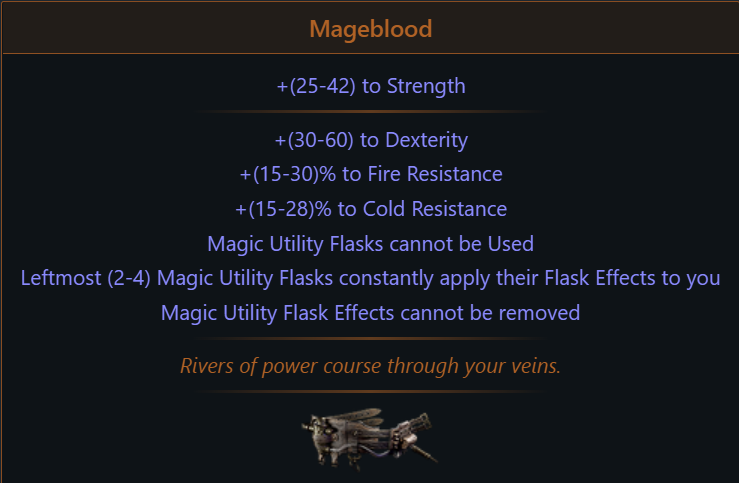 Mageblood
+(25-42) to Strength
+(30-60) to Dexterity
+(15-30)% to Fire Resistance
+(15-28)% to Cold Resistance
Magic Utility Flasks cannot be Used
Leftmost (2-4) Magic Utility Flasks constantly apply their Flask Effects to you
Magic Utility Flask Effects cannot be removed
Rivers of power course through your veins.